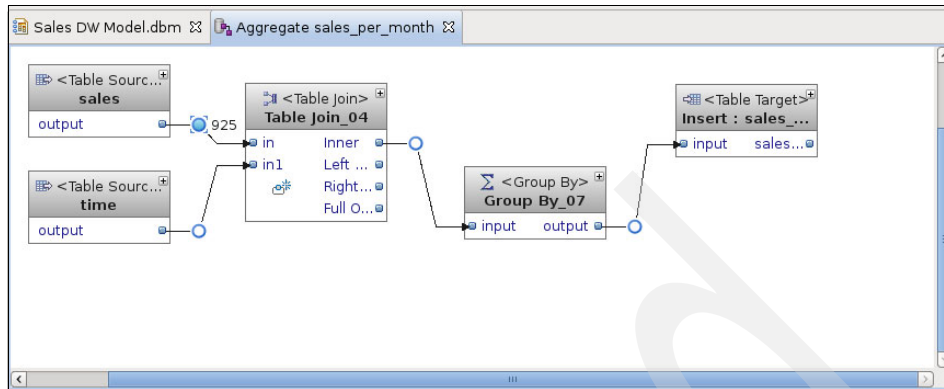 Sales DW Model.dbm
Aggregate sales_per_month
<Table Sourc...
sales
output
925
<Table Join>
Table Join_04
in
Inner
in1
Left ...
Right...
Full O...
<Table Sourc...
time
output
<Group By>
Group By_07
input
output
<Table Target>
Insert : sales_...
input
sales...